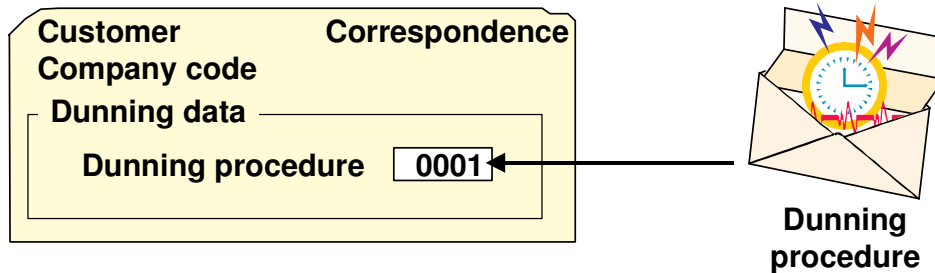 Customer Correspondence
Company code
Dunning data
Dunning procedure 0001
Dunning
procedure